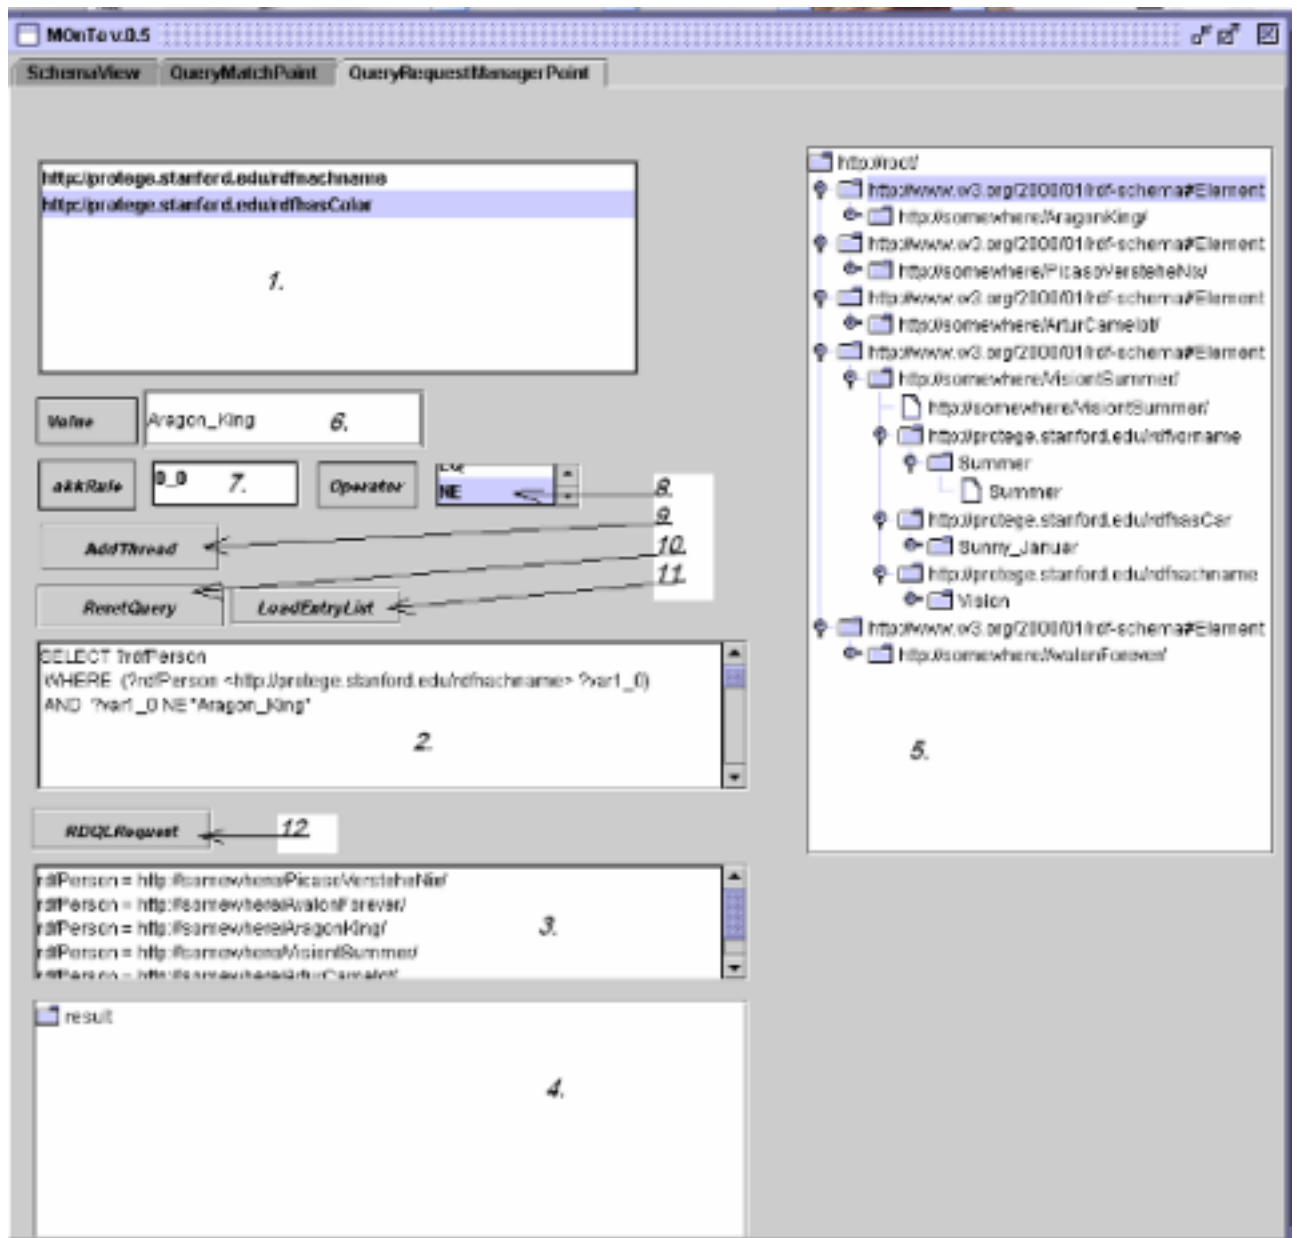 MOnTo v.0.5
SchemaView QueryMatchPoint QueryRequestManagerPoint
http://protege.stanford.edu/rdfnachname
http://protege.stanford.edu/rdfhasColor
1.
Value Aragon_King 6.
akkRule 0_0 7. Operator EQ
NE 8.
AddThread 9.
10.
11.
ResetQuery LoadEntryList
SELECT ?rdfPerson
WHERE (?rdfPerson <http://protege.stanford.edu/rdfnachname> ?var1_0)
AND ?var1_0 NE "Aragon_King"
2.
RDQLRequest 12.
rdfPerson = http://somewhere/PicasoVersteheNix/
rdfPerson = http://somewhere/AvalonForever/
rdfPerson = http://somewhere/AragonKing/
3.
rdfPerson = http://somewhere/VisiontSummer/
rdfPerson = http://somewhere/ArturCamelot/
result
4.
http://root/
http://www.w3.org/2000/01/rdf-schema#Element
http://somewhere/AragonKing/
http://www.w3.org/2000/01/rdf-schema#Element
http://somewhere/PicasoVersteheNix/
http://www.w3.org/2000/01/rdf-schema#Element
http://somewhere/ArturCamelot/
http://www.w3.org/2000/01/rdf-schema#Element
http://somewhere/VisiontSummer/
http://somewhere/VisiontSummer/
http://protege.stanford.edu/rdfvorname
Summer
Summer
http://protege.stanford.edu/rdfhasCar
Sunny_Januar
http://protege.stanford.edu/rdfnachname
Vision
http://www.w3.org/2000/01/rdf-schema#Element
http://somewhere/AvalonForever/
5.